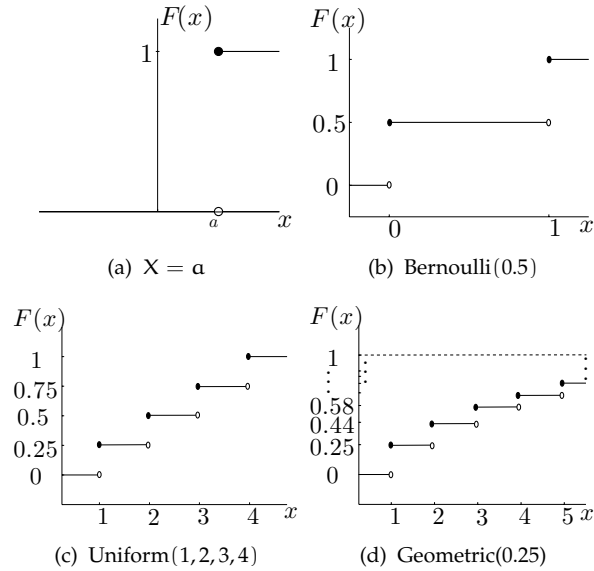 F(x)
1
a
x
(a) X = a
F(x)
1
0.5
0
0
1
x
(b) Bernoulli(0.5)
F(x)
1
0.75
0.5
0.25
0
1 2 3 4 x
(c) Uniform(1, 2, 3, 4)
F(x)
1
0.58
0.44
0.25
0
1 2 3 4 5 x
(d) Geometric(0.25)